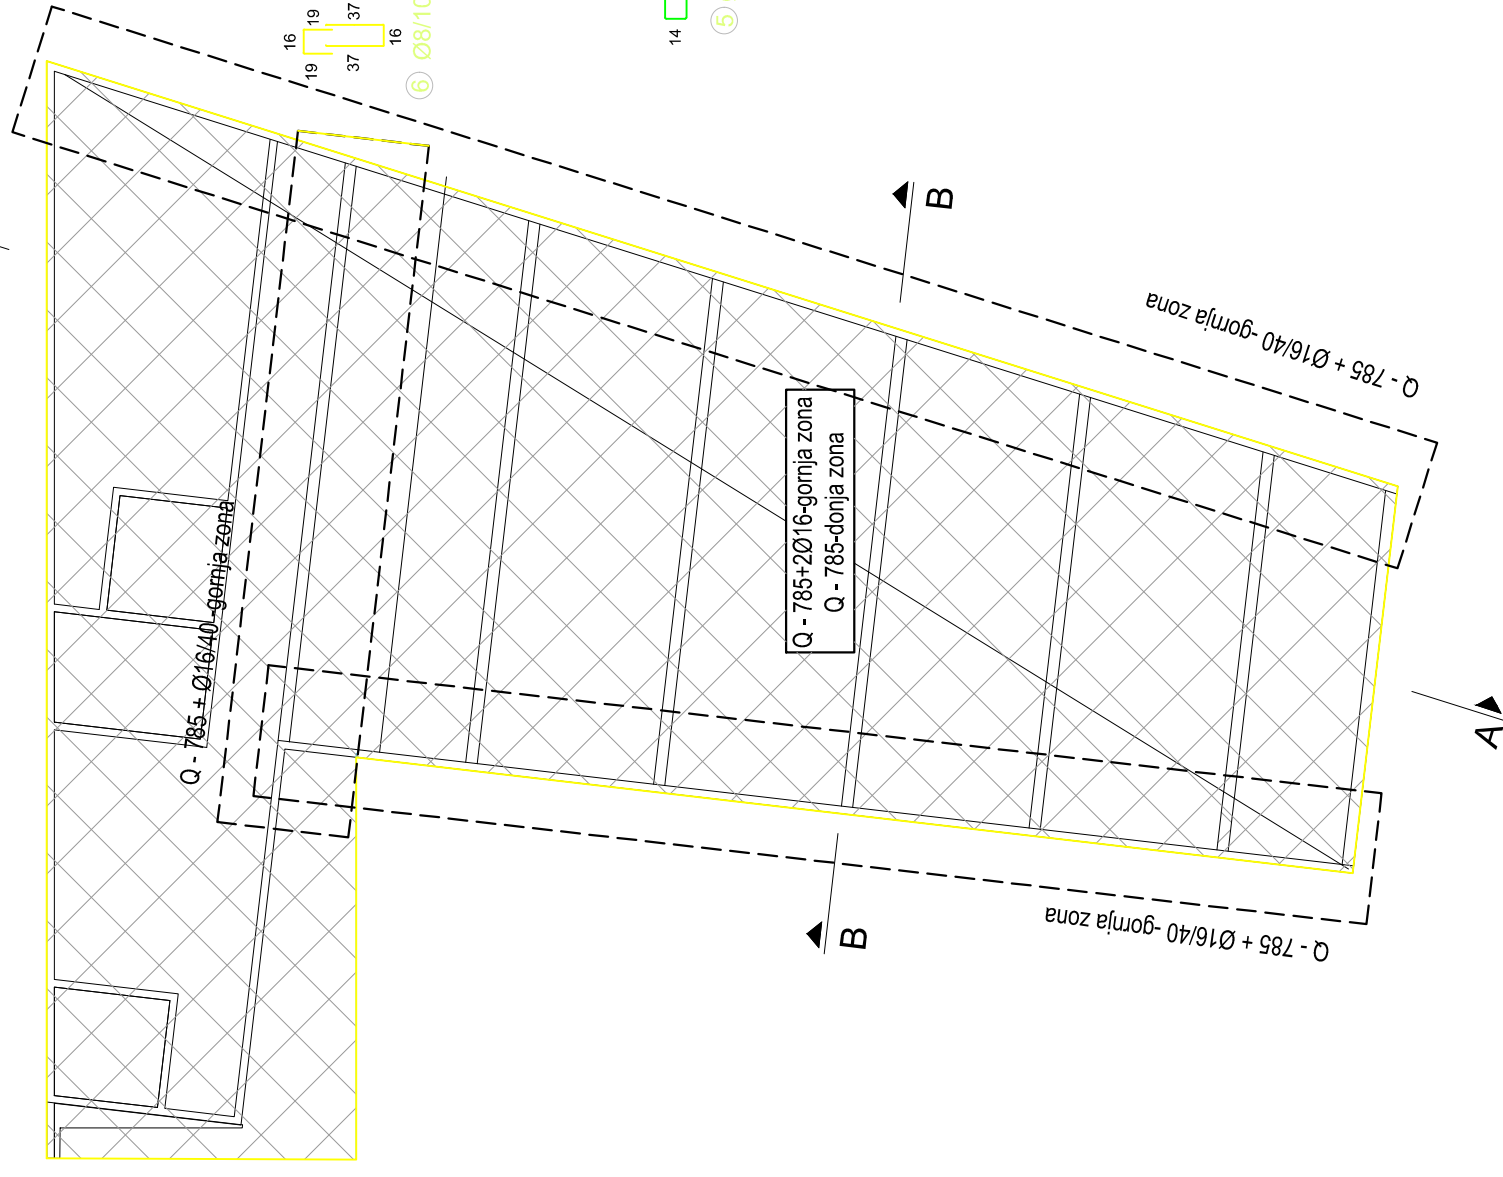 16
19
37
19
37
16
6 Ø8/10
14
5
B
Q - 785 + Ø16/40 -gornja zona
Q - 785+2Ø16-gornja zona
Q - 785-donja zona
Q - 785 + Ø16/40 -gornja zona
A
B
Q - 785 + Ø16/40 -gornja zona